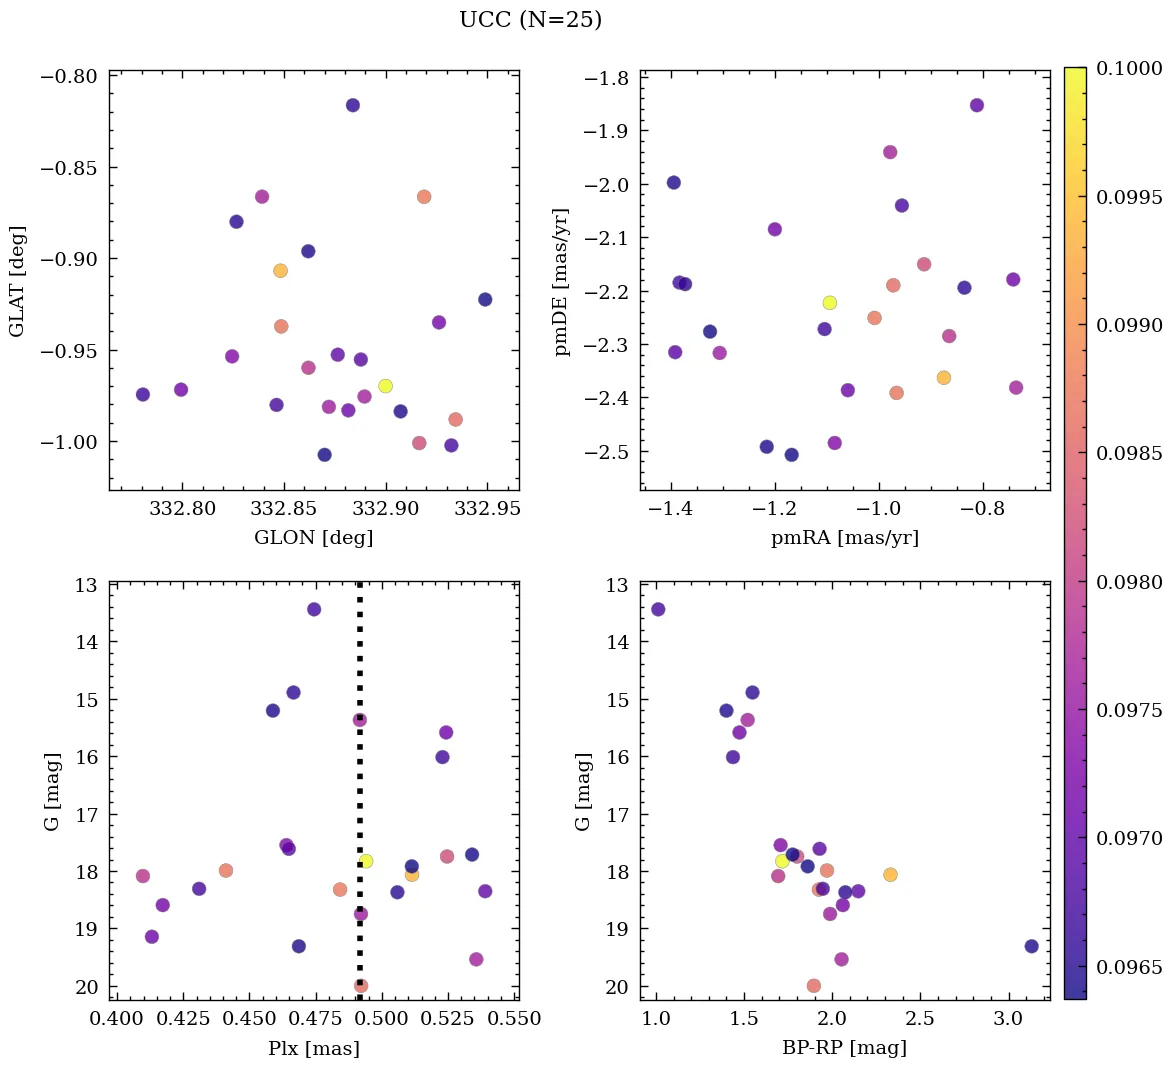 UCC (N=25)
−0.80
−0.85
−0.90
−0.95
−1.00
GLAT [deg]
332.80 332.85 332.90 332.95
GLON [deg]
−1.8
−1.9
−2.0
−2.1
−2.2
−2.3
−2.4
−2.5
pmDE [mas/yr]
−1.4 −1.2 −1.0 −0.8
pmRA [mas/yr]
0.1000
0.0995
0.0990
0.0985
0.0980
0.0975
0.0970
0.0965
13
14
15
16
17
18
19
20
G [mag]
0.400 0.425 0.450 0.475 0.500 0.525 0.550
Plx [mas]
13
14
15
16
17
18
19
20
G [mag]
1.0 1.5 2.0 2.5 3.0
BP-RP [mag]